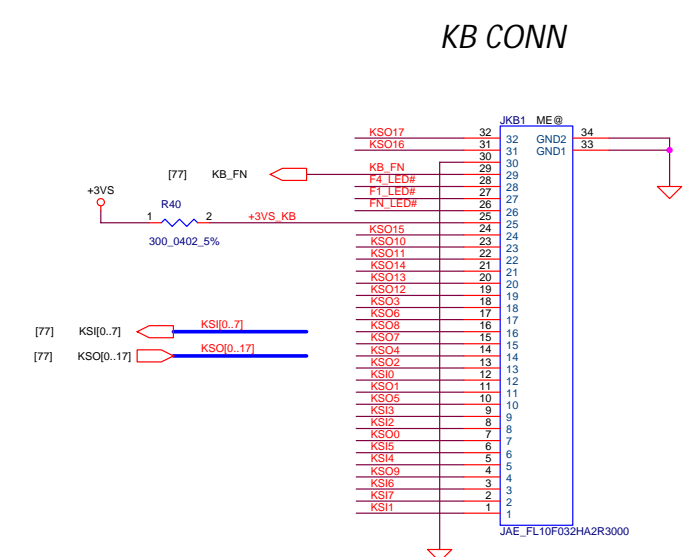 KB CONN
JKB1 ME@
KSO17 32 32 GND2 34
KSO16 31 31 GND1 33
30 30
[77] KB_FN KB_FN 29 29
F4_LED# 28 28
F1_LED# 27 27
FN_LED# 26 26
+3VS
R40
1 2 +3VS_KB 25 25
300_0402_5%
KSO15 24 24
KSO10 23 23
KSO11 22 22
KSO14 21 21
KSO13 20 20
KSO12 19 19
KSO3 18 18
KSO6 17 17
KSO8 16 16
KSO7 15 15
KSO4 14 14
KSO2 13 13
KSI0 12 12
KSO1 11 11
KSO5 10 10
KSI3 9 9
KSI2 8 8
KSO0 7 7
KSI5 6 6
KSI4 5 5
KSO9 4 4
KSI6 3 3
KSI7 2 2
KSI1 1 1
[77] KSI[0..7] KSI[0..7]
[77] KSO[0..17] KSO[0..17]
JAE_FL10F032HA2R3000